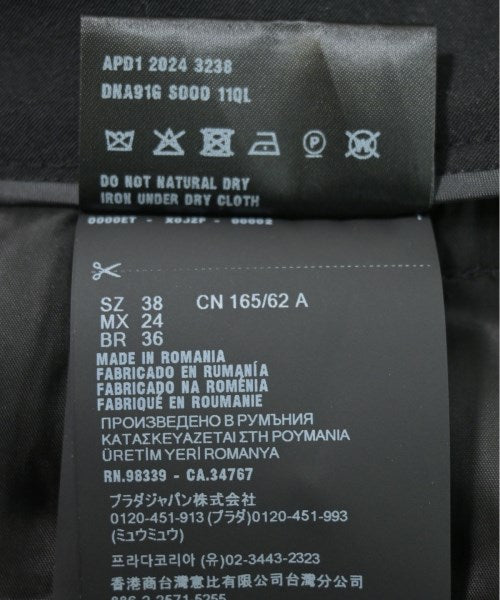 APD1 2024 3238
DNA91G S000 11QL
DO NOT NATURAL DRY
IRON UNDER DRY CLOTH
SZ 38 CN 165/62 A
MX 24
BR 36
MADE IN ROMANIA
FABRICADO EN RUMANÍA
FABRICADO NA ROMÉNIA
FABRIQUÉ EN ROUMANIE
ПРОИЗВЕДЕНО В РУМЪНИЯ
ΚΑΤΑΣΚΕΥΑΖΕΤΑΙ ΣΤΗ ΡΟΥΜΑΝΙΑ
ÜRETİM YERİ ROMANYA
RN.98339 - CA.34767
プラダジャパン株式会社
0120-451-913 (プラダ)0120-451-993
(ミュウミュウ)
프라다코리아 (유) 02-3443-2323
香港商台灣意比有限公司台灣分公司